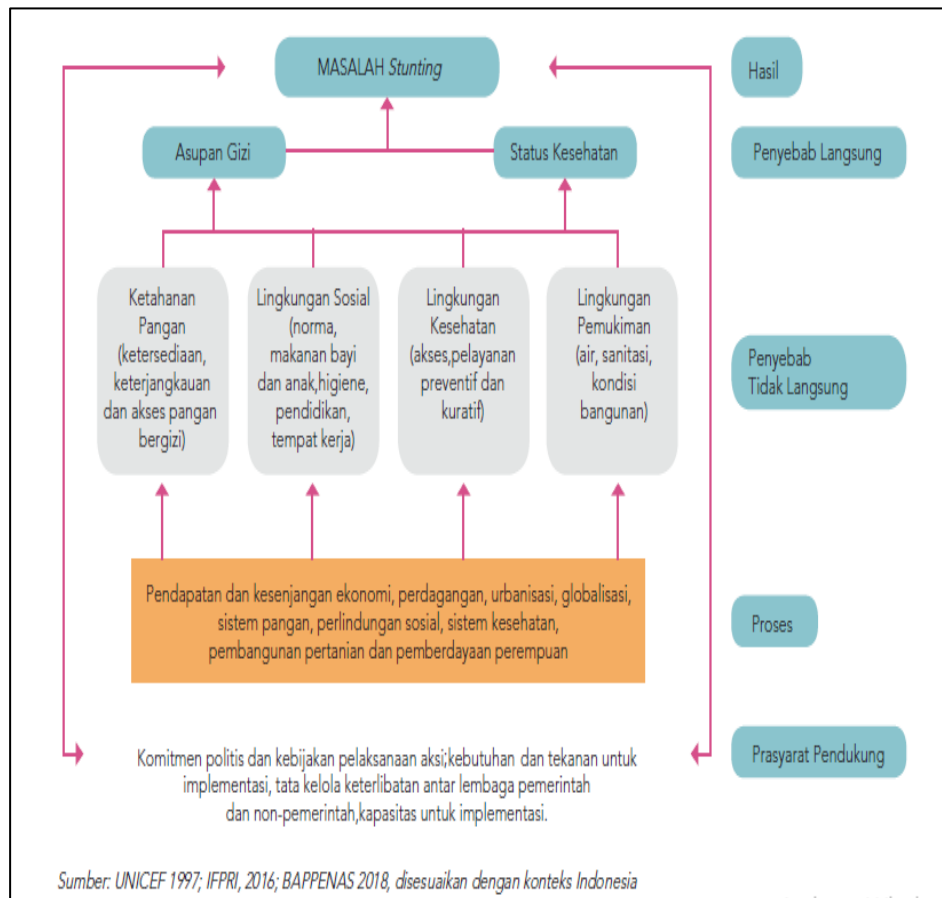 MASALAH Stunting
Hasil
Asupan Gizi
Status Kesehatan
Penyebab Langsung
Ketahanan
Pangan
(ketersediaan,
keterjangkauan
dan akses pangan
bergizi)
Lingkungan Sosial
(norma,
makanan bayi
dan anak,higiene,
pendidikan,
tempat kerja)
Lingkungan
Kesehatan
(akses,pelayanan
preventif dan
kuratif)
Lingkungan
Pemukiman
(air, sanitasi,
kondisi
bangunan)
Penyebab
Tidak Langsung
Pendapatan dan kesenjangan ekonomi, perdagangan, urbanisasi, globalisasi,
sistem pangan, perlindungan sosial, sistem kesehatan,
pembangunan pertanian dan pemberdayaan perempuan
Proses
Komitmen politis dan kebijakan pelaksanaan aksi;kebutuhan dan tekanan untuk
implementasi, tata kelola keterlibatan antar lembaga pemerintah
dan non-pemerintah,kapasitas untuk implementasi.
Prasyarat Pendukung
Sumber: UNICEF 1997; IFPRI, 2016; BAPPENAS 2018, disesuaikan dengan konteks Indonesia